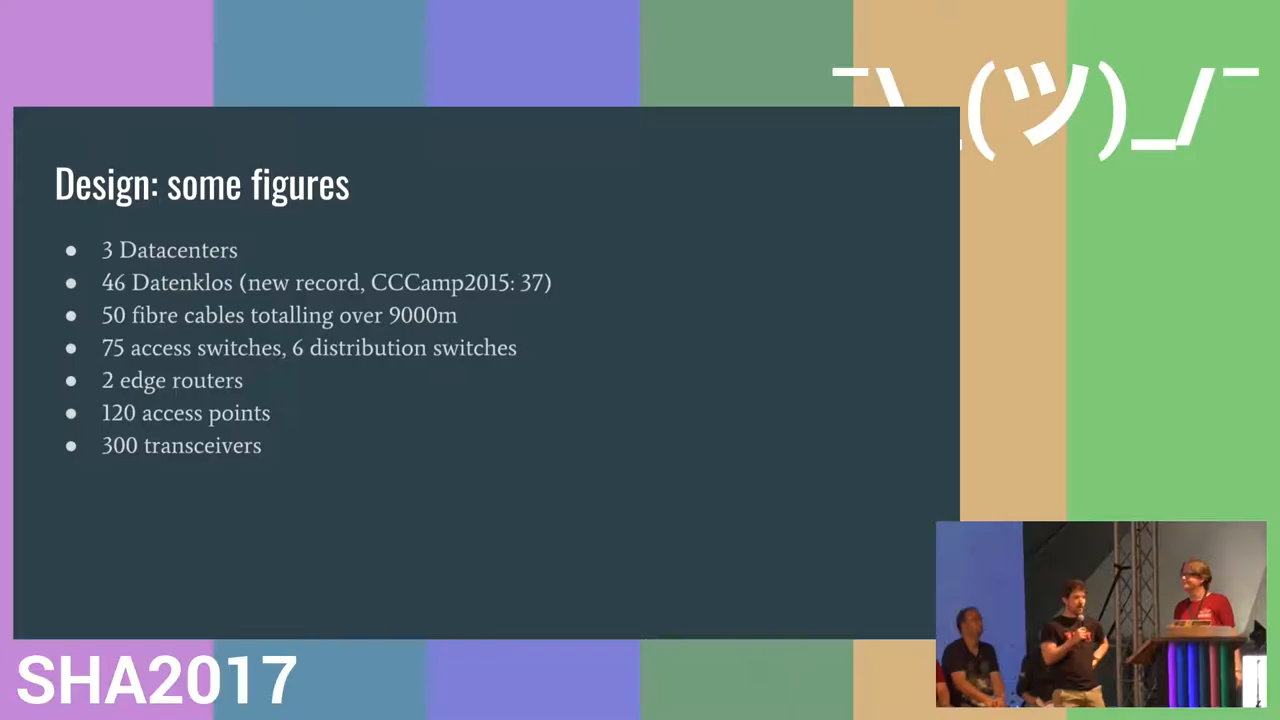 ¯\_(ツ)_/¯
Design: some figures
● 3 Datacenters
● 46 Datenklos (new record, CCCamp2015: 37)
● 50 fibre cables totalling over 9000m
● 75 access switches, 6 distribution switches
● 2 edge routers
● 120 access points
● 300 transceivers
SHA2017